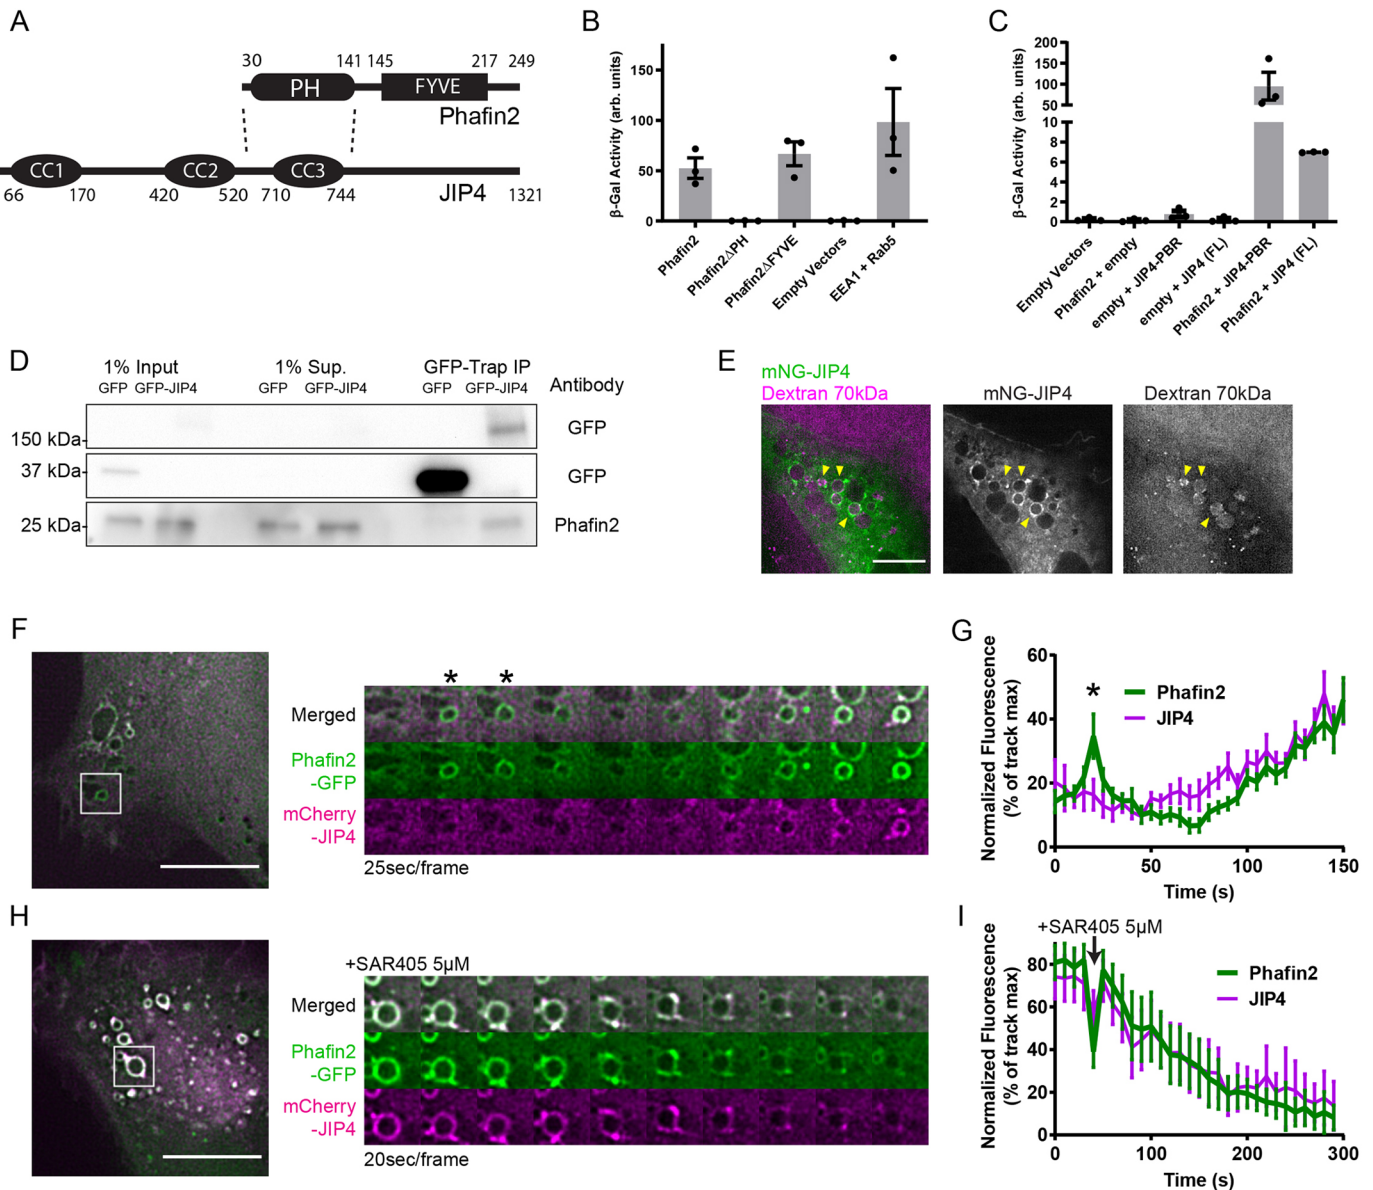 A
30 141 145 217 249
PH FYVE
Phafin2
CC1 CC2 CC3
JIP4
66 170 420 520 710 744 1321
B
β-Gal Activity (arb. units)
150
100
50
0
Phafin2
Phafin2ΔPH
Phafin2ΔFYVE
Empty Vectors
EEA1 + Rab5
C
β-Gal Activity (arb. units)
200
150
100
50
10
8
6
4
2
0
Empty Vectors
Phafin2 + empty
empty + JIP4-PBR
empty + JIP4 (FL)
Phafin2 + JIP4-PBR
Phafin2 + JIP4 (FL)
D
1% Input 1% Sup. GFP-Trap IP
GFP GFP-JIP4 GFP GFP-JIP4 GFP GFP-JIP4 Antibody
150 kDa- GFP
37 kDa- GFP
25 kDa- Phafin2
E
mNG-JIP4
Dextran 70kDa mNG-JIP4 Dextran 70kDa
F
* *
Merged
Phafin2
-GFP
mCherry
-JIP4
25sec/frame
G
Normalized Fluorescence
(% of track max)
60
40
20
0
*
Phafin2
JIP4
0 50 100 150
Time (s)
H
+SAR405 5μM
Merged
Phafin2
-GFP
mCherry
-JIP4
20sec/frame
I
+SAR405 5μM
Normalized Fluorescence
(% of track max)
80
60
40
20
0
Phafin2
JIP4
0 100 200 300
Time (s)